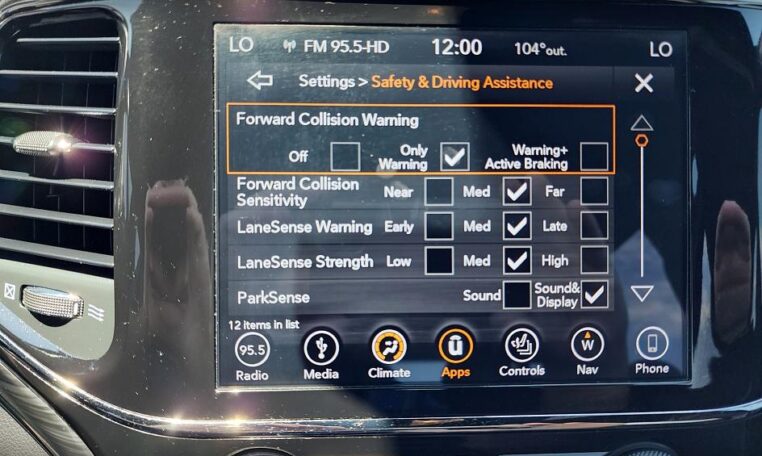 LO FM 95.5-HD 12:00 104°out. LO
Settings > Safety & Driving Assistance
Forward Collision Warning
Off Only Warning Warning+ Active Braking
Forward Collision Sensitivity Near Med Far
LaneSense Warning Early Med Late
LaneSense Strength Low Med High
ParkSense Sound Sound& Display
12 items in list
95.5 W
Radio Media Climate Apps Controls Nav Phone